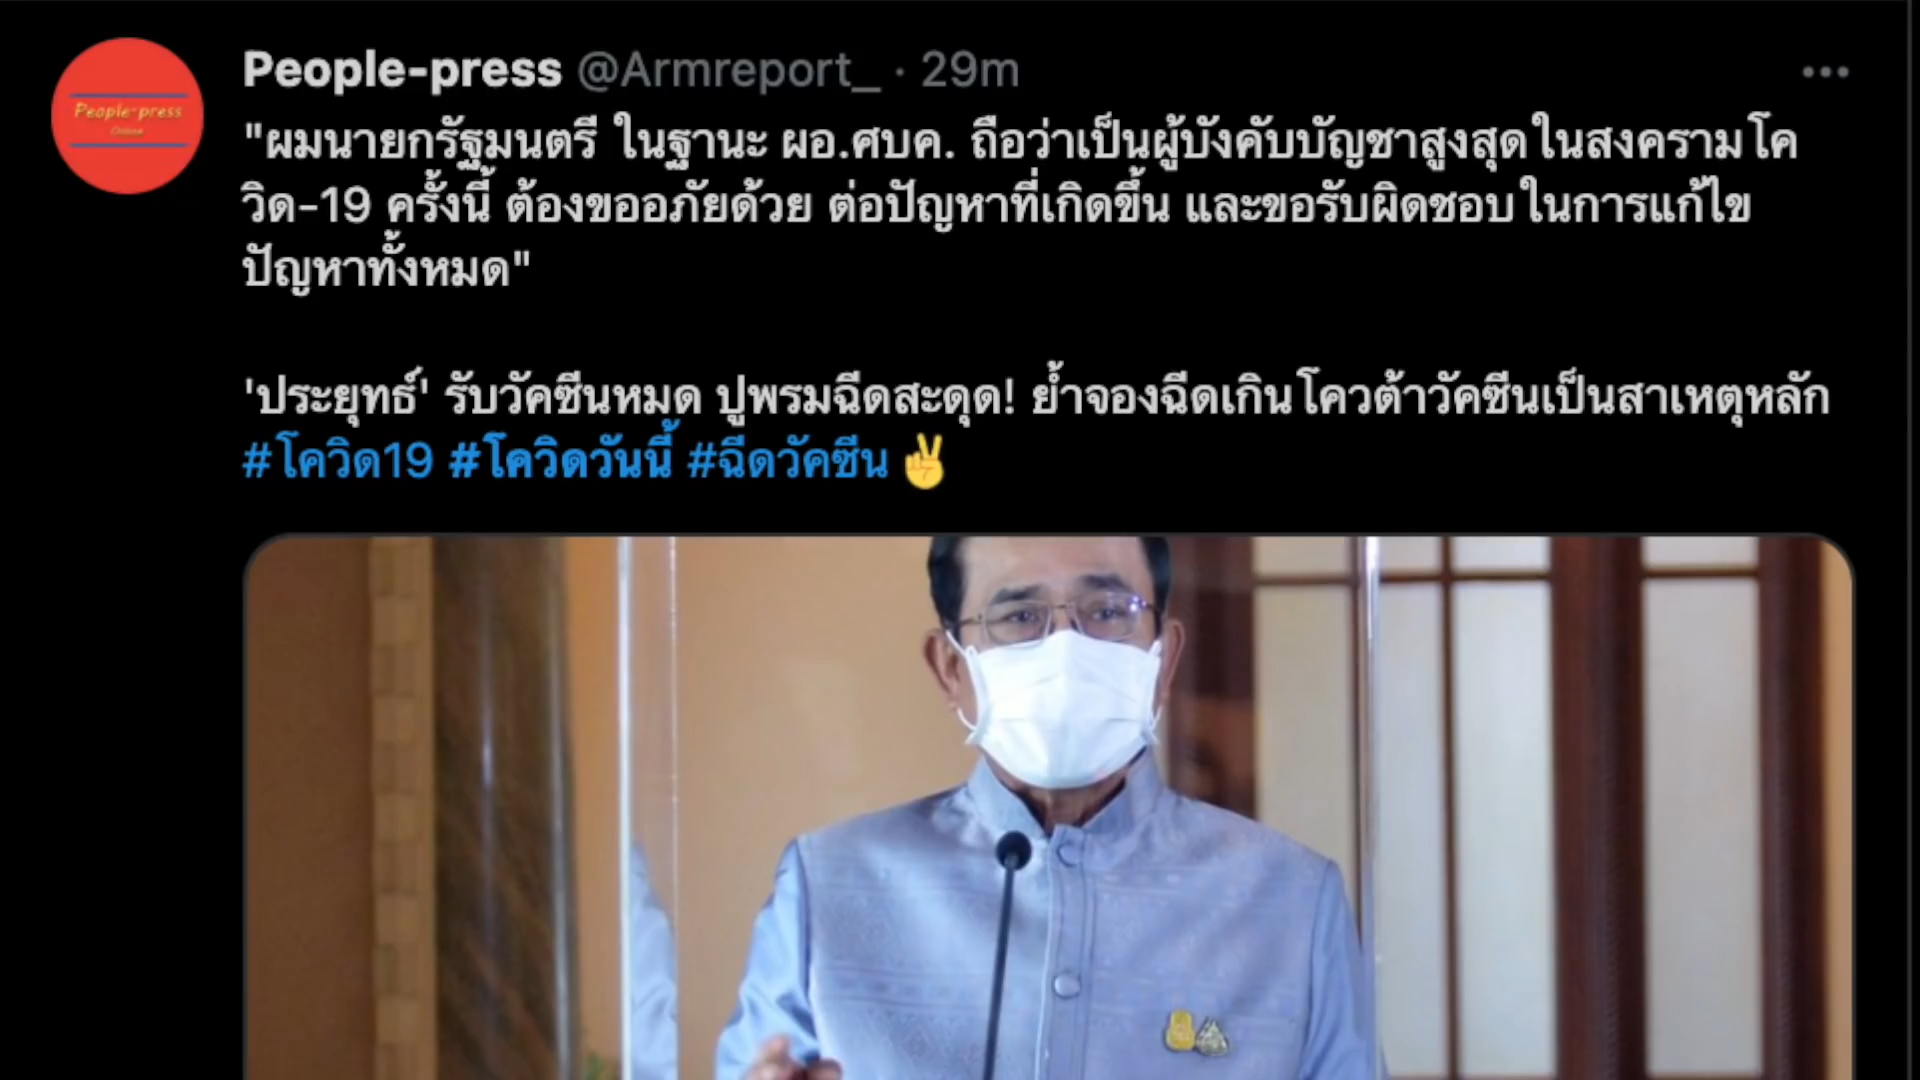 People-press @Armreport_ · 29m
People-press
Online
"ผมนายกรัฐมนตรี ในฐานะ ผอ.ศบค. ถือว่าเป็นผู้บังคับบัญชาสูงสุดในสงครามโค
วิด-19 ครั้งนี้ ต้องขออภัยด้วย ต่อปัญหาที่เกิดขึ้น และขอรับผิดชอบในการแก้ไข
ปัญหาทั้งหมด"
'ประยุทธ์' รับวัคซีนหมด ปูพรมฉีดสะดุด! ย้ำจองฉีดเกินโควต้าวัคซีนเป็นสาเหตุหลัก
#โควิด19 #โควิดวันนี้ #ฉีดวัคซีน✌️